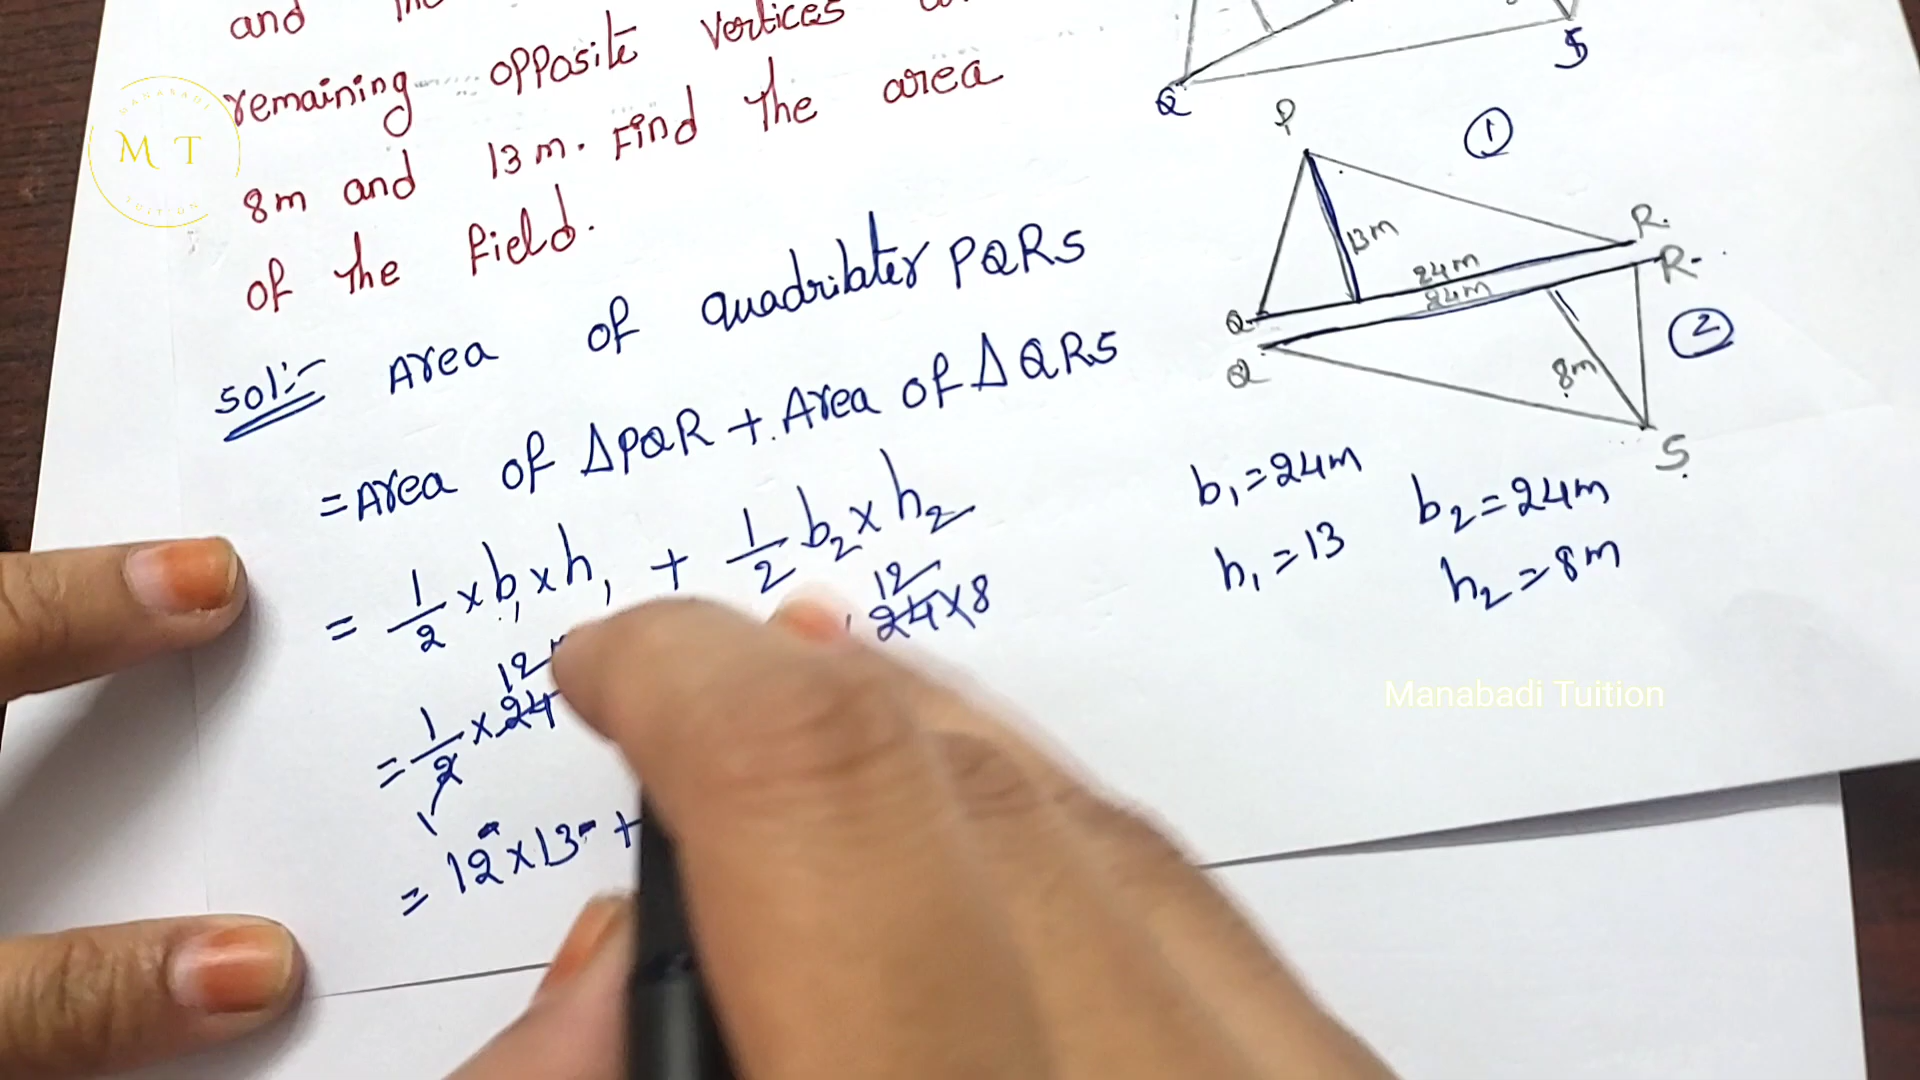 and
remaining opposite vertices
8m and 13m. Find the area
of the field.
MANABADI
M T
TUITION
Sol:- Area of quadrilater PQRS
= Area of ΔPQR + Area of ΔQRS
= 1/2 × b₁ × h₁ + 1/2 b₂ × h₂
12 12
= 1/2 × 24 24 × 8
1
= 12 × 13 +
Q S
1
P
13m
24m
R.
Q
24m
R.
2
Q
8m
S
b₁ = 24m b₂ = 24m
h₁ = 13 h₂ = 8m
Manabadi Tuition